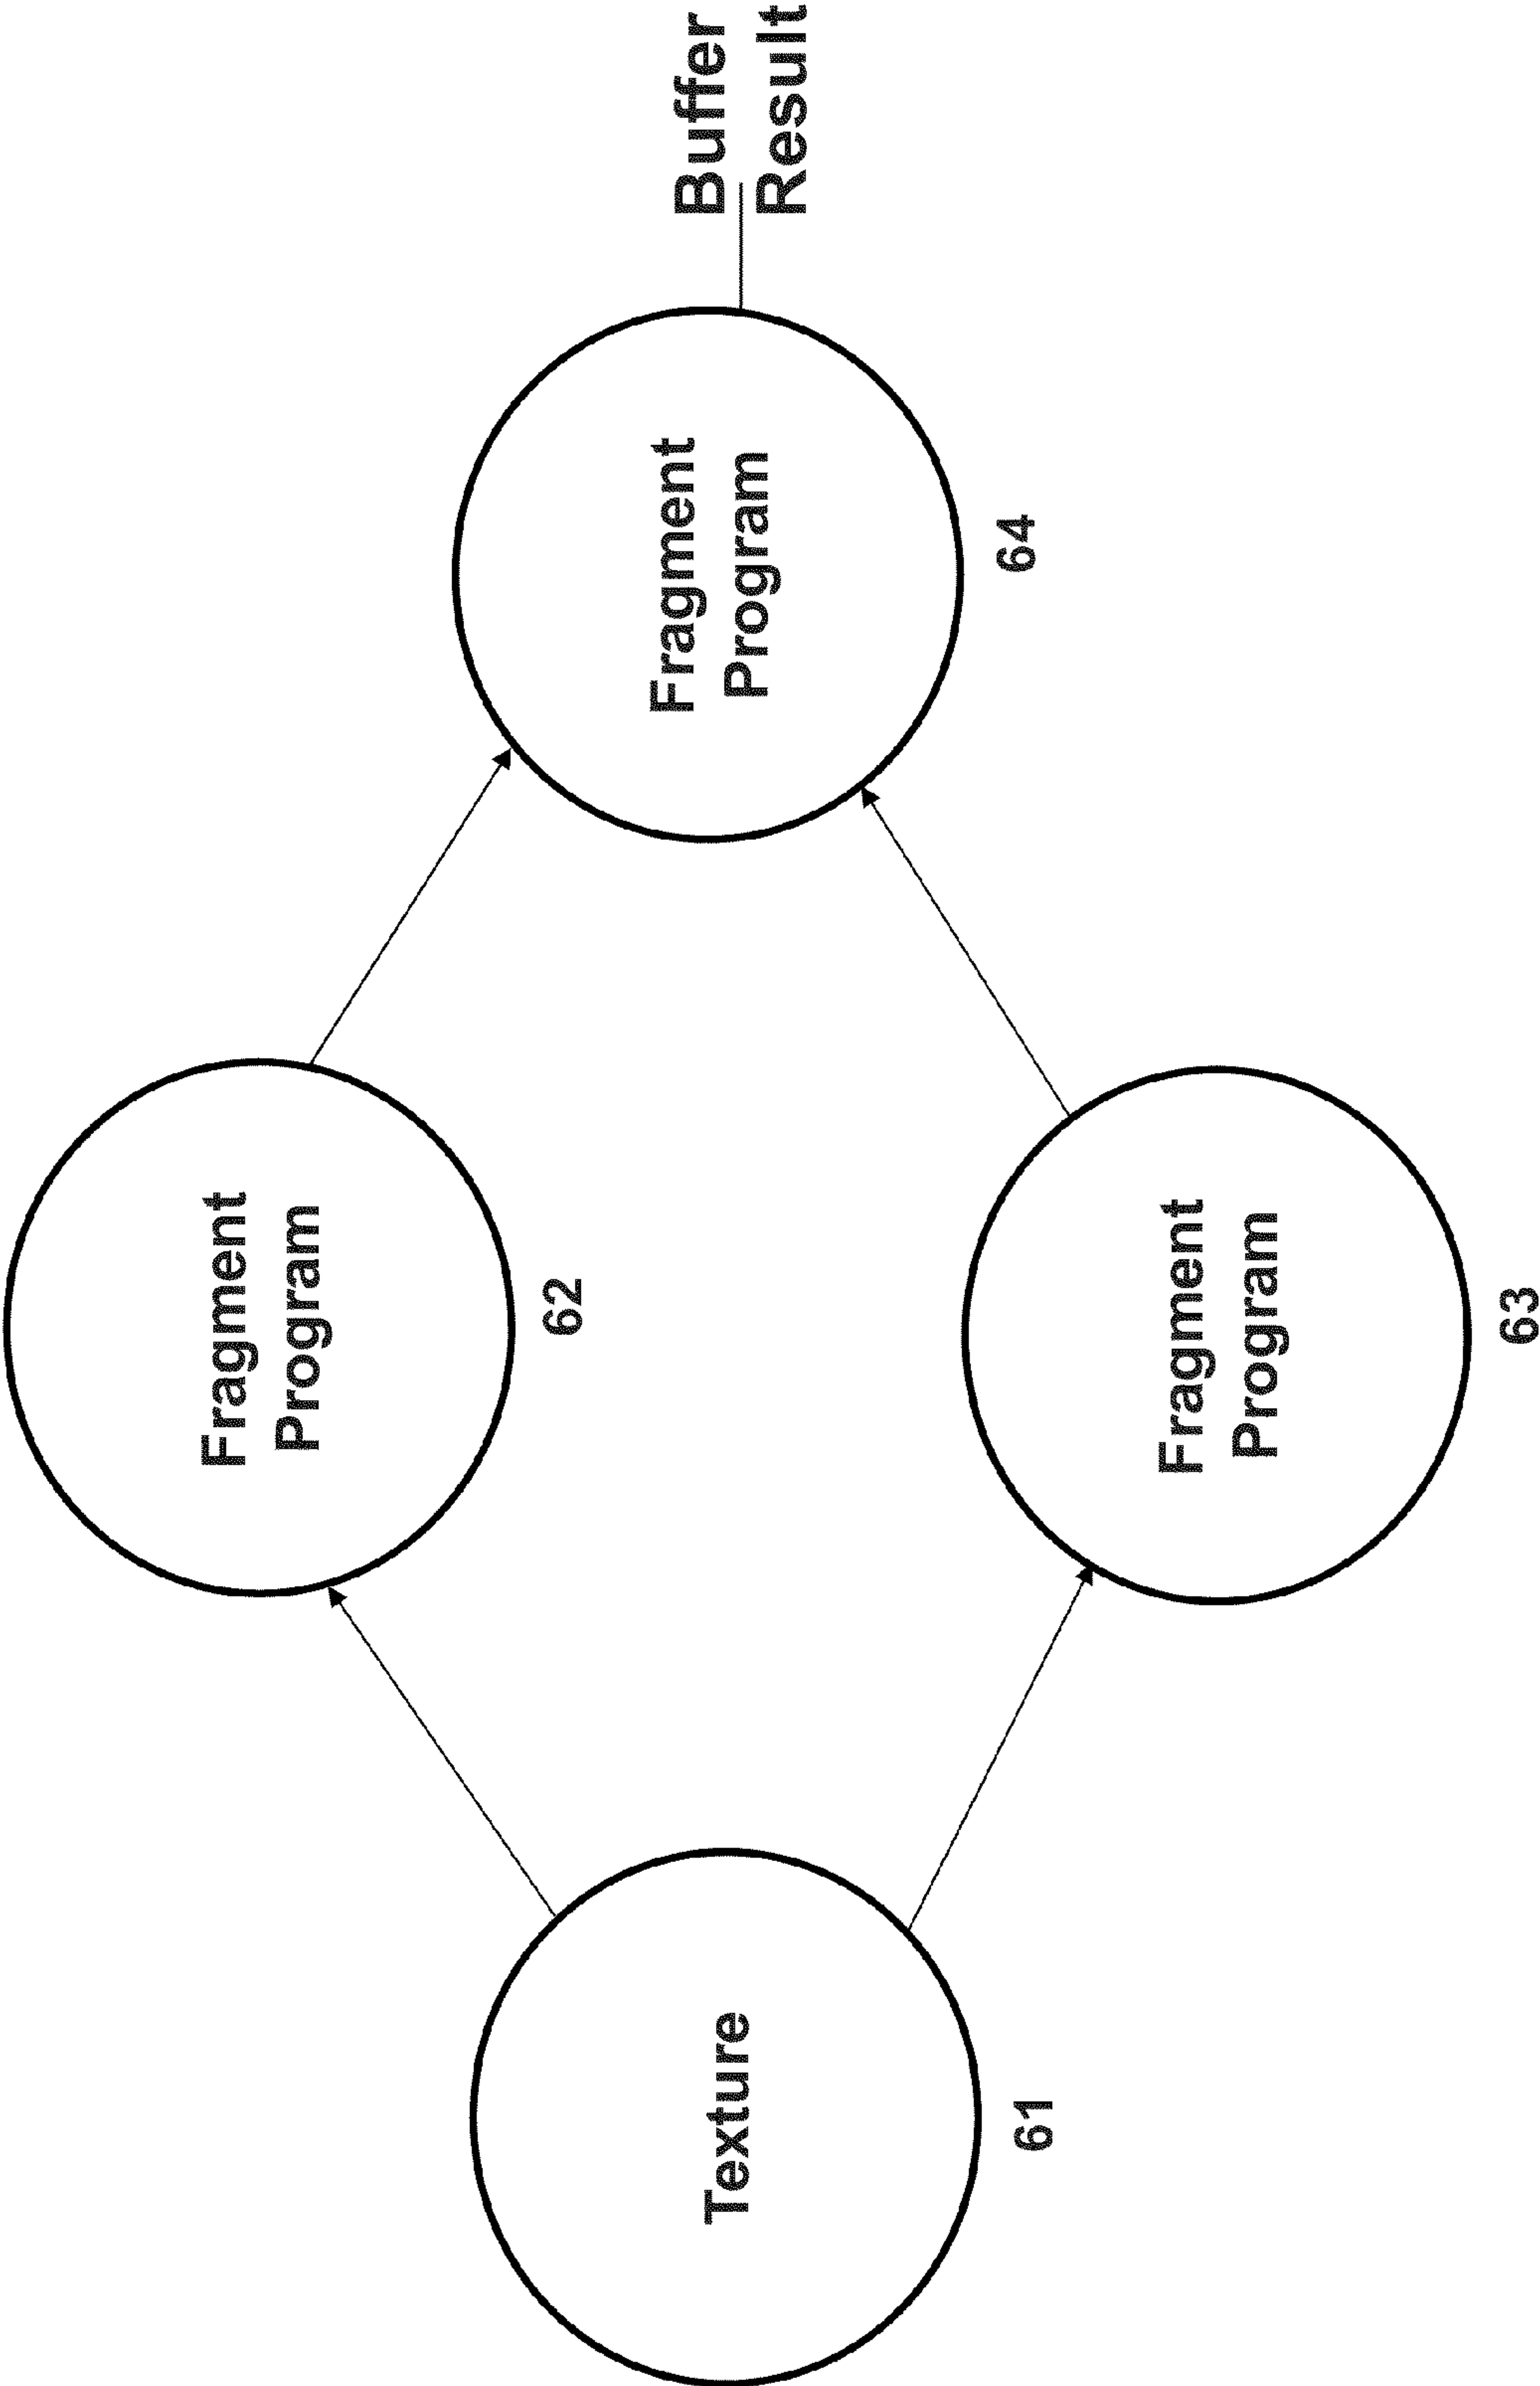 Fragment
Program
62
Texture
61
Fragment
Program
64
Buffer
Result
Fragment
Program
63